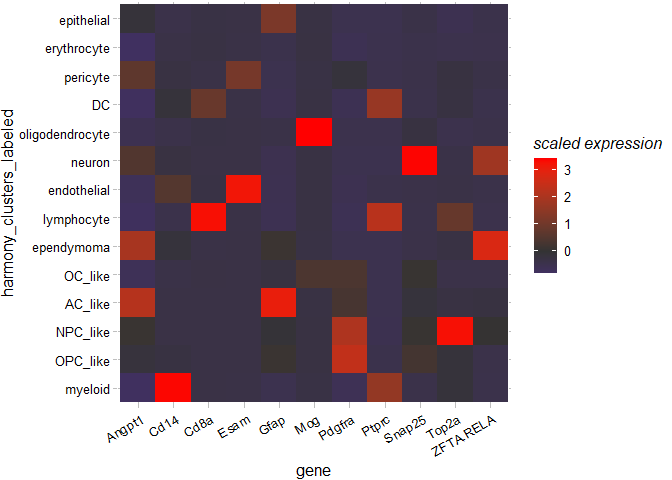 harmony_clusters_labeled
epithelial
erythrocyte
pericyte
DC
oligodendrocyte
neuron
endothelial
lymphocyte
ependymoma
OC_like
AC_like
NPC_like
OPC_like
myeloid
Angpt1
Cd14
Cd8a
Esam
Gfap
Mog
Pdgfra
Ptprc
Snap25
Top2a
ZFTA.RELA
gene
scaled expression
3
2
1
0